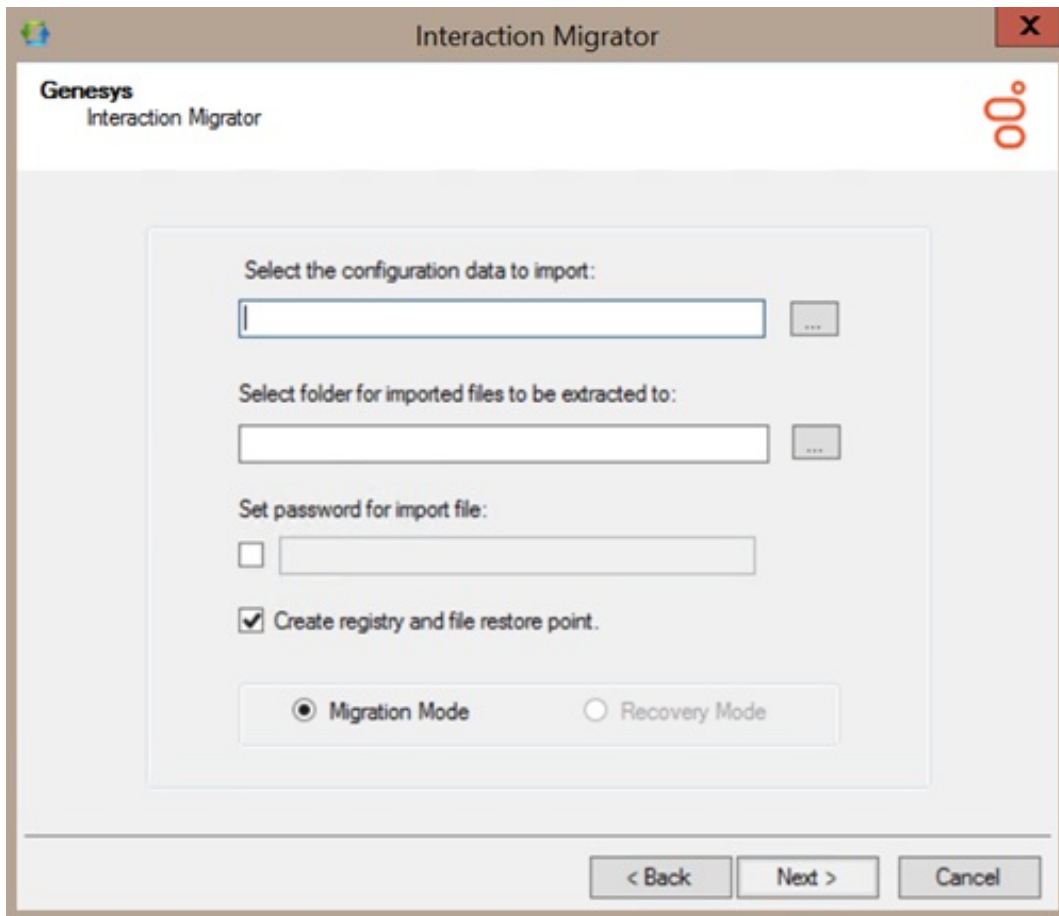 Interaction Migrator
X
Genesys
Interaction Migrator
Select the configuration data to import:
...
Select folder for imported files to be extracted to:
...
Set password for import file:
Create registry and file restore point.
Migration Mode
Recovery Mode
< Back
Next >
Cancel